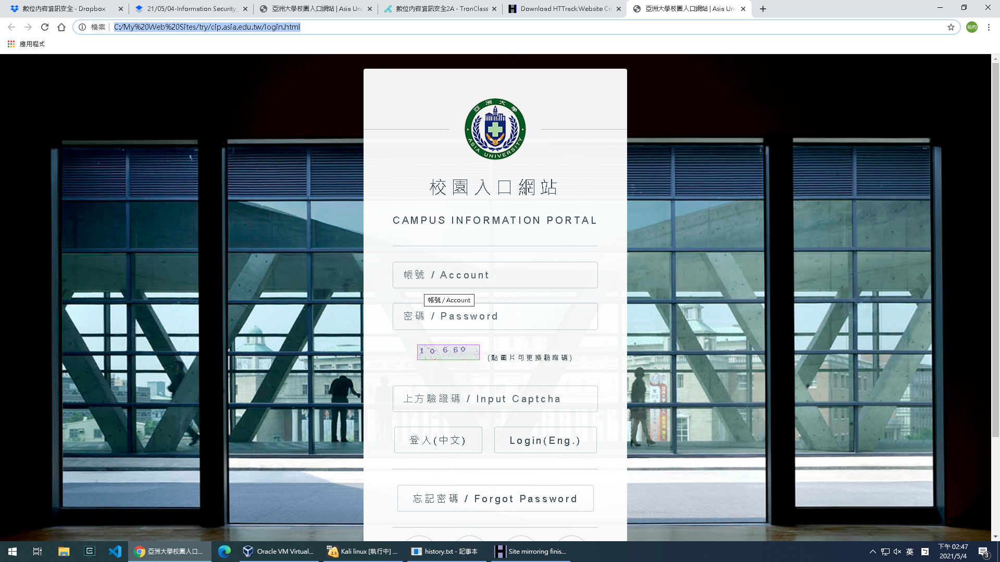 數位內容資訊安全 - Dropbox
21/05/04-Information Security_
亞洲大學校園入口網站 | Asia Uni
數位內容資訊安全2A - TronClass
Download HTTrack Website Co
亞洲大學校園入口網站 | Asia Uni
檔案
C:/My%20Web%20Sites/try/cip.asia.edu.tw/login.html
祐昀
應用程式
亞洲大學
ASIA UNIVERSITY
校園入口網站
CAMPUS INFORMATION PORTAL
帳號 / Account
帳號 / Account
密碼 / Password
10660
(點圖片可更換驗證碼)
上方驗證碼 / Input Captcha
登入(中文)
Login(Eng.)
忘記密碼 / Forgot Password
亞洲大學校園入口...
Oracle VM Virtual...
Kali linux [執行中] ...
history.txt - 記事本
Site mirroring finis...
英
下午 02:47
2021/5/4
3